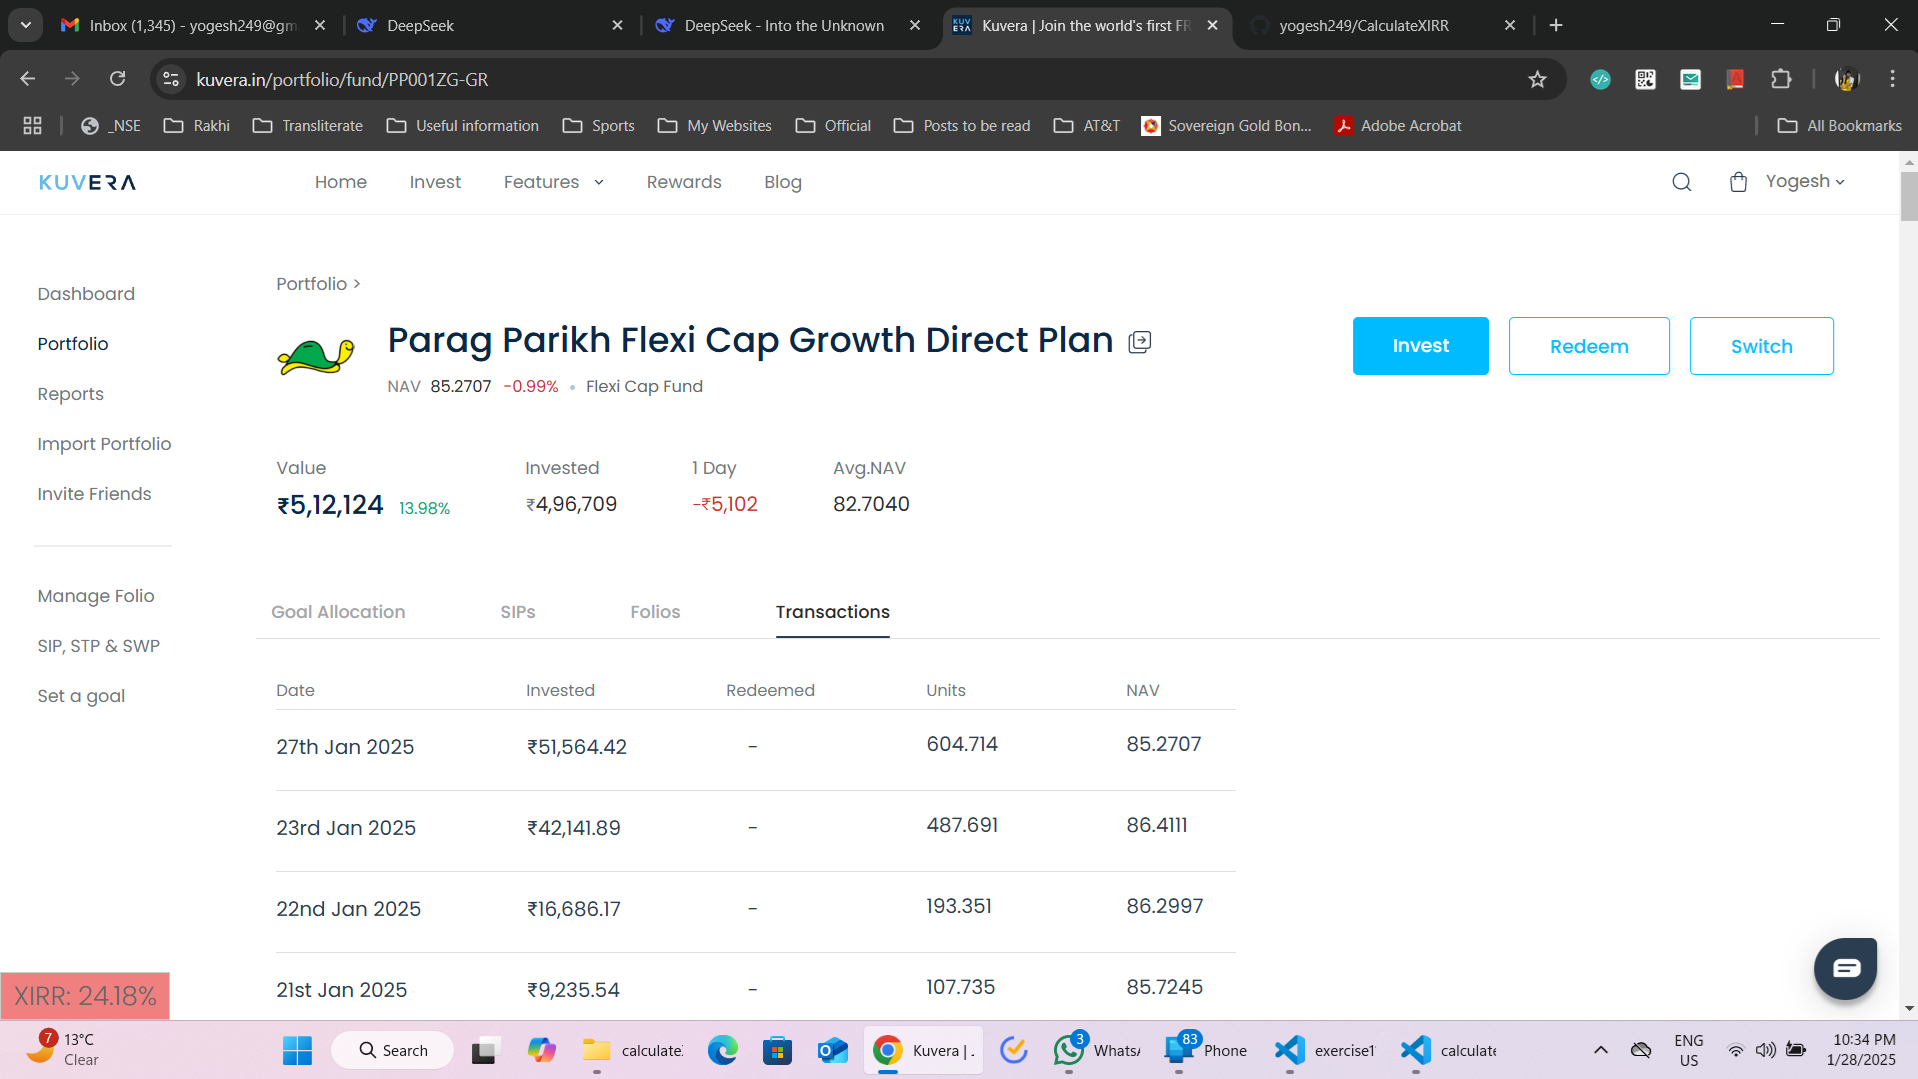 Inbox (1,345) - yogesh249@gm
DeepSeek
DeepSeek - Into the Unknown
Kuvera | Join the world's first FR
yogesh249/CalculateXIRR
kuvera.in/portfolio/fund/PP001ZG-GR
_NSE
Rakhi
Transliterate
Useful information
Sports
My Websites
Official
Posts to be read
AT&T
Sovereign Gold Bon...
Adobe Acrobat
All Bookmarks
KUVERA
Home
Invest
Features
Rewards
Blog
Yogesh
Dashboard
Portfolio
Reports
Import Portfolio
Invite Friends
Manage Folio
SIP, STP & SWP
Set a goal
Portfolio >
Parag Parikh Flexi Cap Growth Direct Plan
NAV 85.2707 -0.99% • Flexi Cap Fund
Invest
Redeem
Switch
Value
Invested
1 Day
Avg.NAV
₹5,12,124 13.98%
₹4,96,709
-₹5,102
82.7040
Goal Allocation
SIPs
Folios
Transactions
Date Invested Redeemed Units NAV
27th Jan 2025 ₹51,564.42 - 604.714 85.2707
23rd Jan 2025 ₹42,141.89 - 487.691 86.4111
22nd Jan 2025 ₹16,686.17 - 193.351 86.2997
21st Jan 2025 ₹9,235.54 - 107.735 85.7245
XIRR: 24.18%
7
13°C
Clear
Search
calculate
Kuvera | .
3
Whats
83
Phone
exercise1
calculate
ENG
US
10:34 PM
1/28/2025